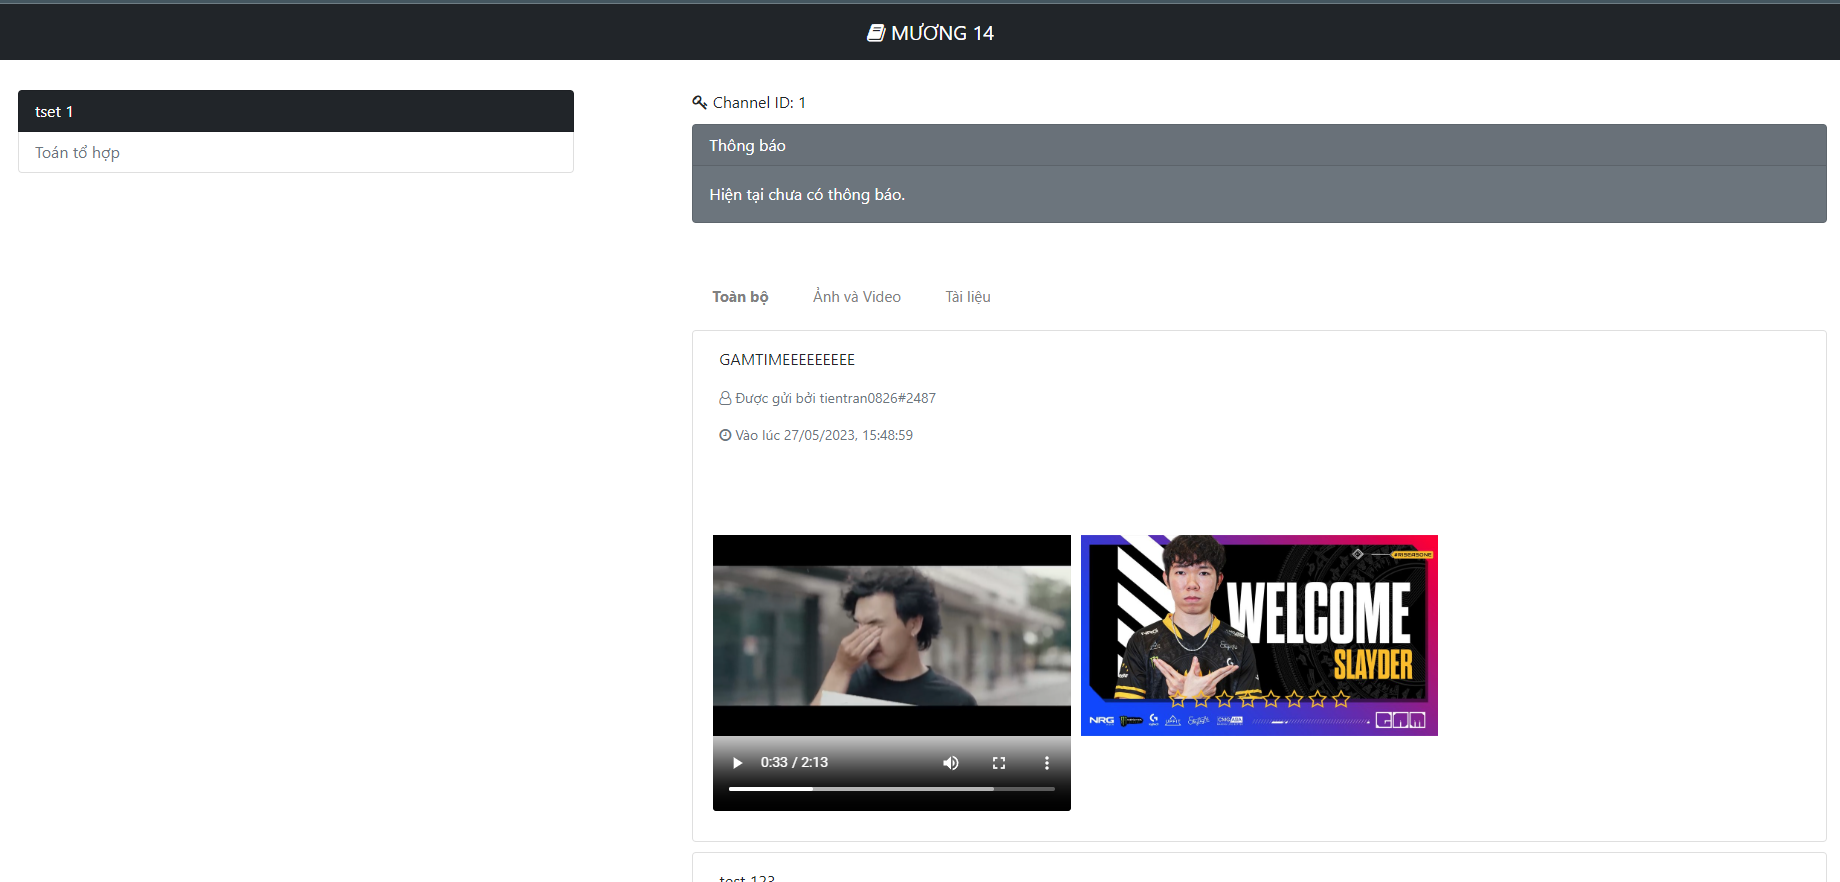 MƯƠNG 14
tset 1
Toán tổ hợp
Channel ID: 1
Thông báo
Hiện tại chưa có thông báo.
Toàn bộ
Ảnh và Video
Tài liệu
GAMTIMEEEEEEEEE
Được gửi bởi tientran0826#2487
Vào lúc 27/05/2023, 15:48:59
0:33 / 2:13
#RISEASONE
WELCOME
SLAYDER
NRG
GAM
test 123